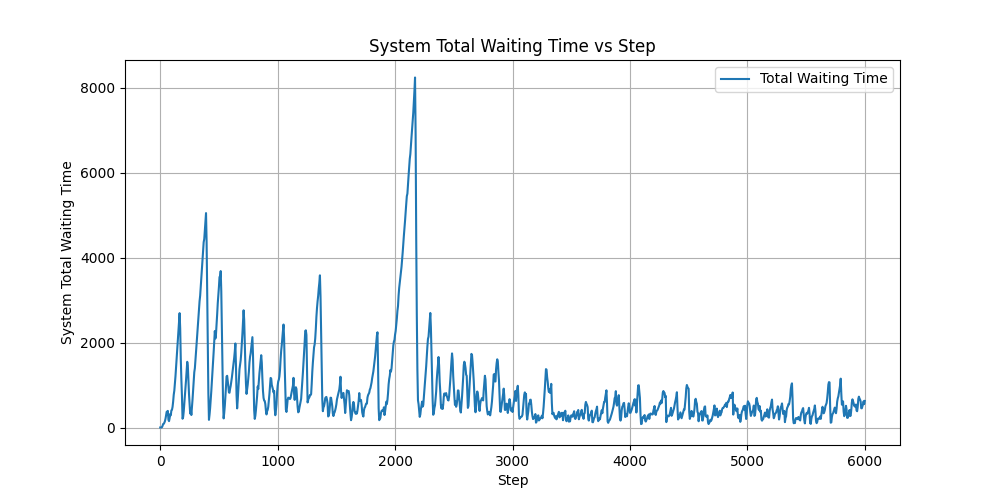 System Total Waiting Time vs Step
Total Waiting Time
System Total Waiting Time
8000
6000
4000
2000
0
0 1000 2000 3000 4000 5000 6000
Step